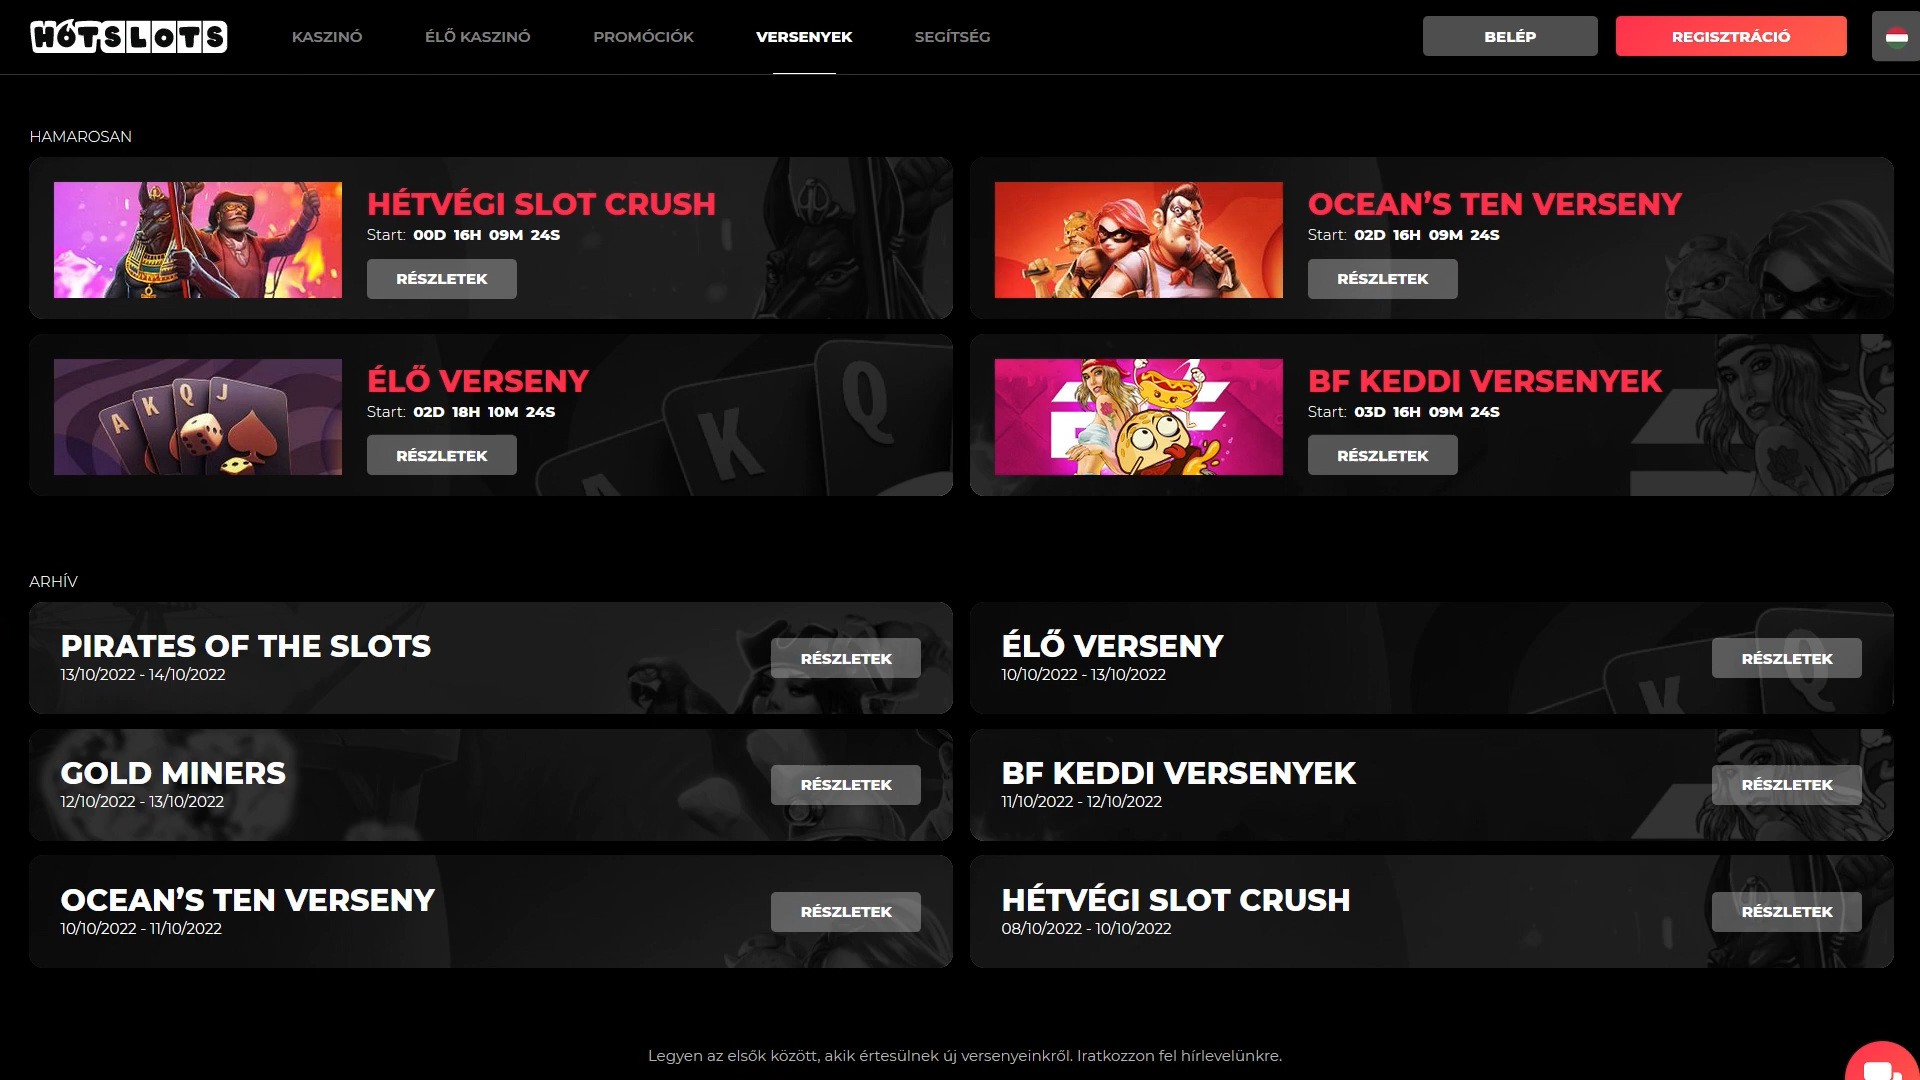 HOTSLOTS
KASZINÓ
ÉLŐ KASZINÓ
PROMÓCIÓK
VERSENYEK
SEGÍTSÉG
BELÉP
REGISZTRÁCIÓ
HAMAROSAN
HÉTVÉGI SLOT CRUSH
Start: 00D 16H 09M 24S
RÉSZLETEK
OCEAN’S TEN VERSENY
Start: 02D 16H 09M 24S
RÉSZLETEK
A K Q J
ÉLŐ VERSENY
Start: 02D 18H 10M 24S
RÉSZLETEK
A K Q
BF KEDDI VERSENYEK
Start: 03D 16H 09M 24S
RÉSZLETEK
ARHÍV
PIRATES OF THE SLOTS
13/10/2022 - 14/10/2022
RÉSZLETEK
ÉLŐ VERSENY
10/10/2022 - 13/10/2022
RÉSZLETEK
K Q
GOLD MINERS
12/10/2022 - 13/10/2022
RÉSZLETEK
BF KEDDI VERSENYEK
11/10/2022 - 12/10/2022
RÉSZLETEK
OCEAN’S TEN VERSENY
10/10/2022 - 11/10/2022
RÉSZLETEK
HÉTVÉGI SLOT CRUSH
08/10/2022 - 10/10/2022
RÉSZLETEK
Legyen az elsők között, akik értesülnek új versenyeinkről. Iratkozzon fel hírlevelünkre.